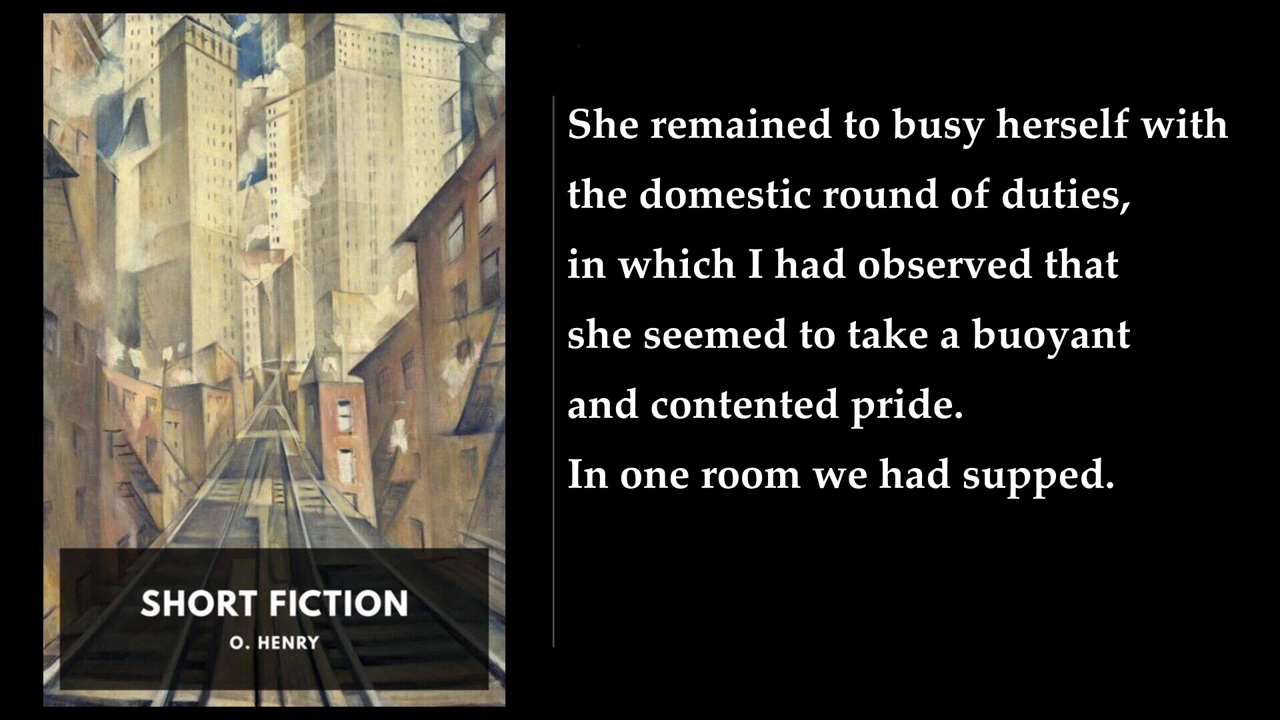 She remained to busy herself with
the domestic round of duties,
in which I had observed that
she seemed to take a buoyant
and contented pride.
In one room we had supped.
SHORT FICTION
O. HENRY